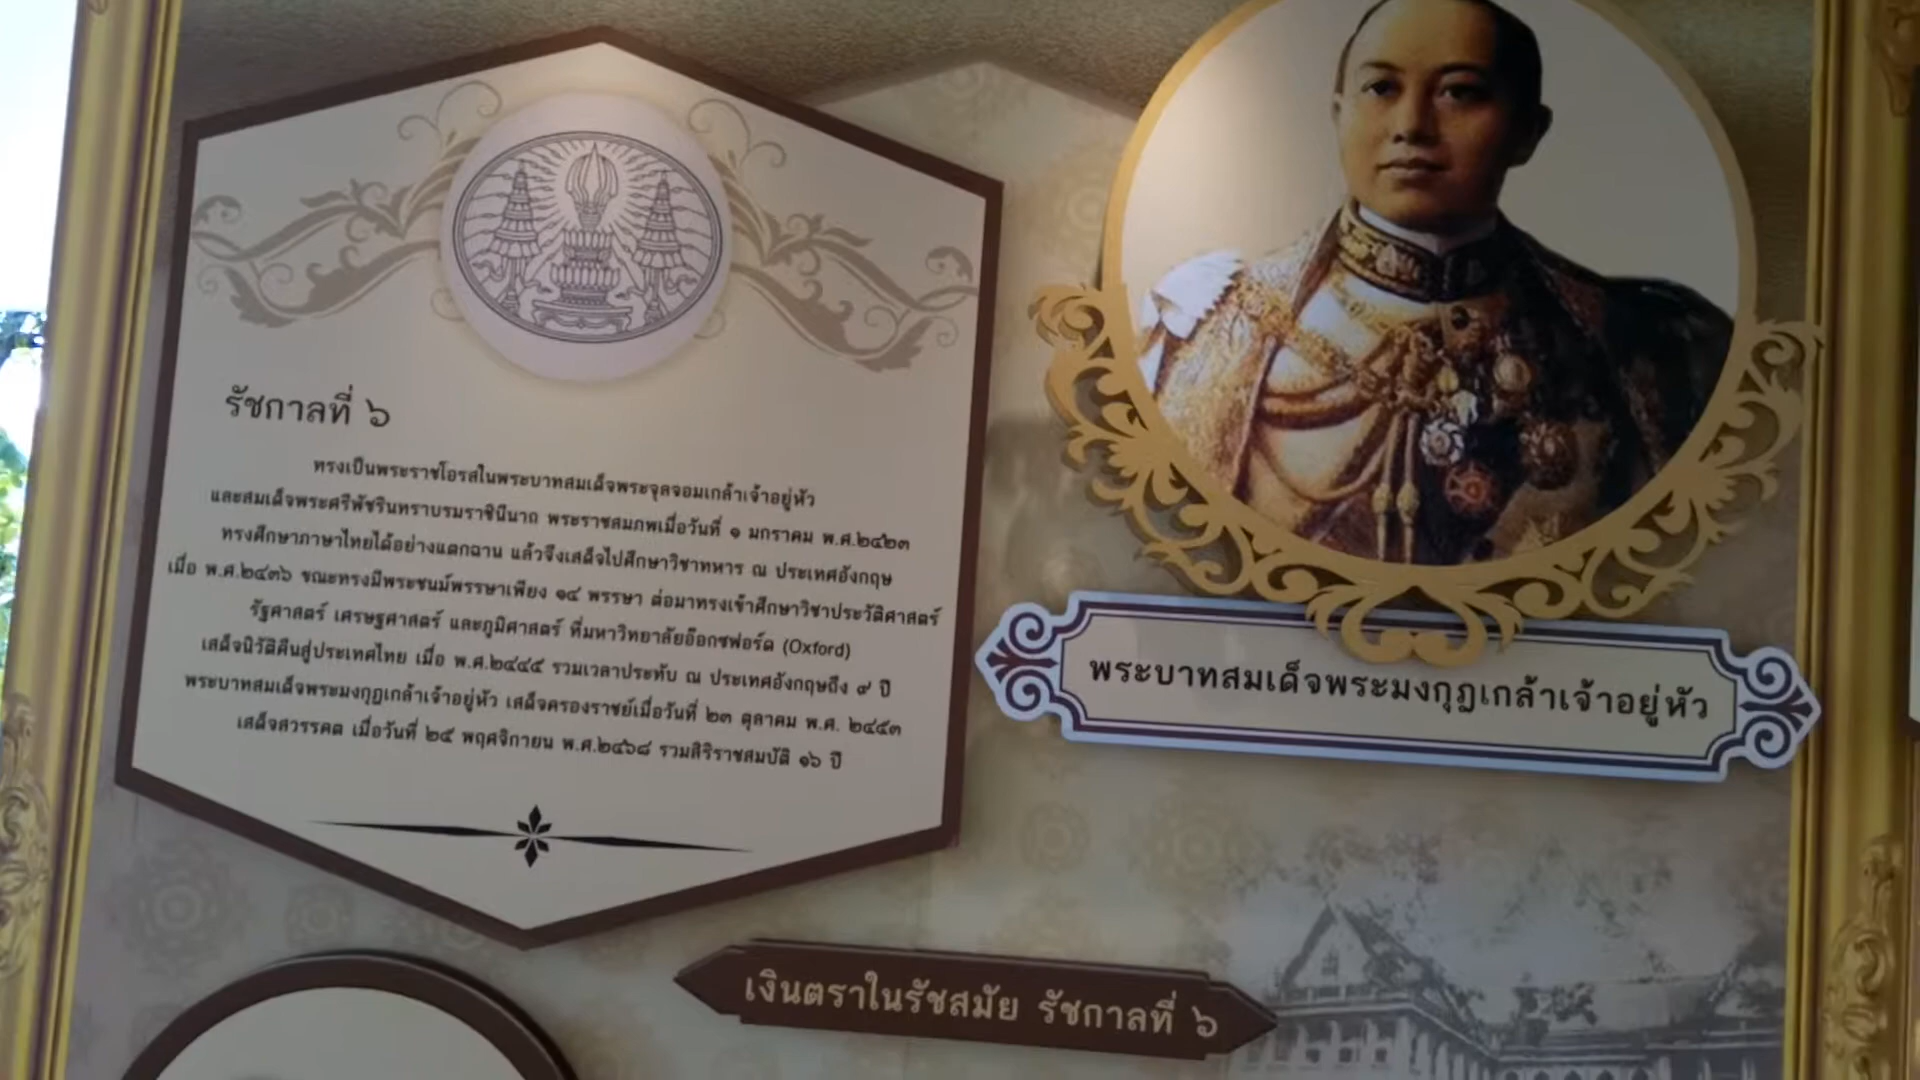 รัชกาลที่ ๖
ทรงเป็นพระราชโอรสในพระบาทสมเด็จพระจุลจอมเกล้าเจ้าอยู่หัว
และสมเด็จพระศรีพัชรินทราบรมราชินีนาถ พระราชสมภพเมื่อวันที่ ๑ มกราคม พ.ศ.๒๔๒๓
ทรงศึกษาภาษาไทยได้อย่างแตกฉาน แล้วจึงเสด็จไปศึกษาวิชาทหาร ณ ประเทศอังกฤษ
เมื่อ พ.ศ.๒๔๓๖ ขณะทรงมีพระชนม์พรรษาเพียง ๑๔ พรรษา ต่อมาทรงเข้าศึกษาวิชาประวัติศาสตร์
รัฐศาสตร์ เศรษฐศาสตร์ และภูมิศาสตร์ ที่มหาวิทยาลัยอ๊อกซฟอร์ด (Oxford)
เสด็จนิวัติคืนสู่ประเทศไทย เมื่อ พ.ศ.๒๔๔๕ รวมเวลาประทับ ณ ประเทศอังกฤษถึง ๙ ปี
พระบาทสมเด็จพระมงกุฎเกล้าเจ้าอยู่หัว เสด็จครองราชย์เมื่อวันที่ ๒๓ ตุลาคม พ.ศ. ๒๔๕๓
เสด็จสวรรคต เมื่อวันที่ ๒๕ พฤศจิกายน พ.ศ.๒๔๖๘ รวมสิริราชสมบัติ ๑๖ ปี
พระบาทสมเด็จพระมงกุฎเกล้าเจ้าอยู่หัว
เงินตราในรัชสมัย รัชกาลที่ ๖